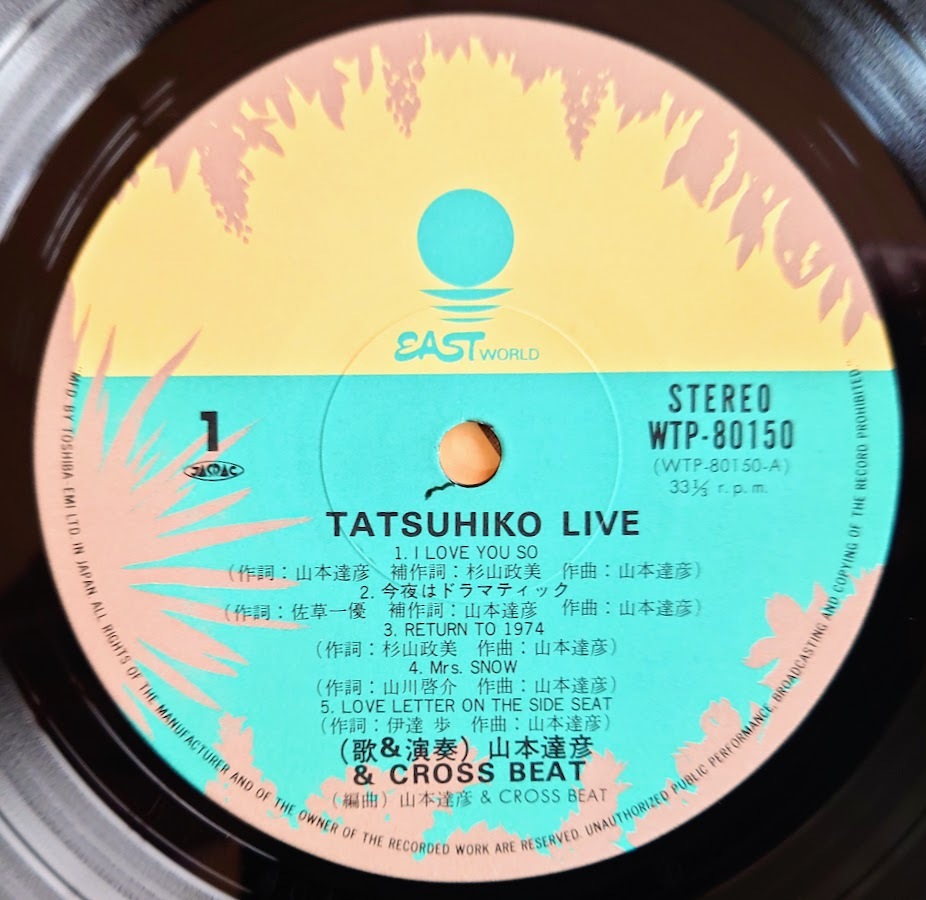 EAST WORLD
1
JASRAC
STEREO
WTP-80150
(WTP-80150-A)
33⅓ r.p.m.
TATSUHIKO LIVE
1. I LOVE YOU SO
(作詞：山本達彦 補作詞：杉山政美 作曲：山本達彦)
2. 今夜はドラマティック
(作詞：佐草一優 補作詞：山本達彦 作曲：山本達彦)
3. RETURN TO 1974
(作詞：杉山政美 作曲：山本達彦)
4. Mrs. SNOW
(作詞：山川啓介 作曲：山本達彦)
5. LOVE LETTER ON THE SIDE SEAT
(作詞：伊達 歩 作曲：山本達彦)
(歌&演奏) 山本達彦
& CROSS BEAT
(編曲) 山本達彦 & CROSS BEAT
"MFD BY TOSHIBA EMI LTD IN JAPAN ALL RIGHTS OF THE MANUFACTURER AND OF THE OWNER OF THE RECORDED WORK ARE RESERVED. UNAUTHORIZED PUBLIC PERFORMANCE, BROADCASTING AND COPYING OF THE RECORD PROHIBITED"